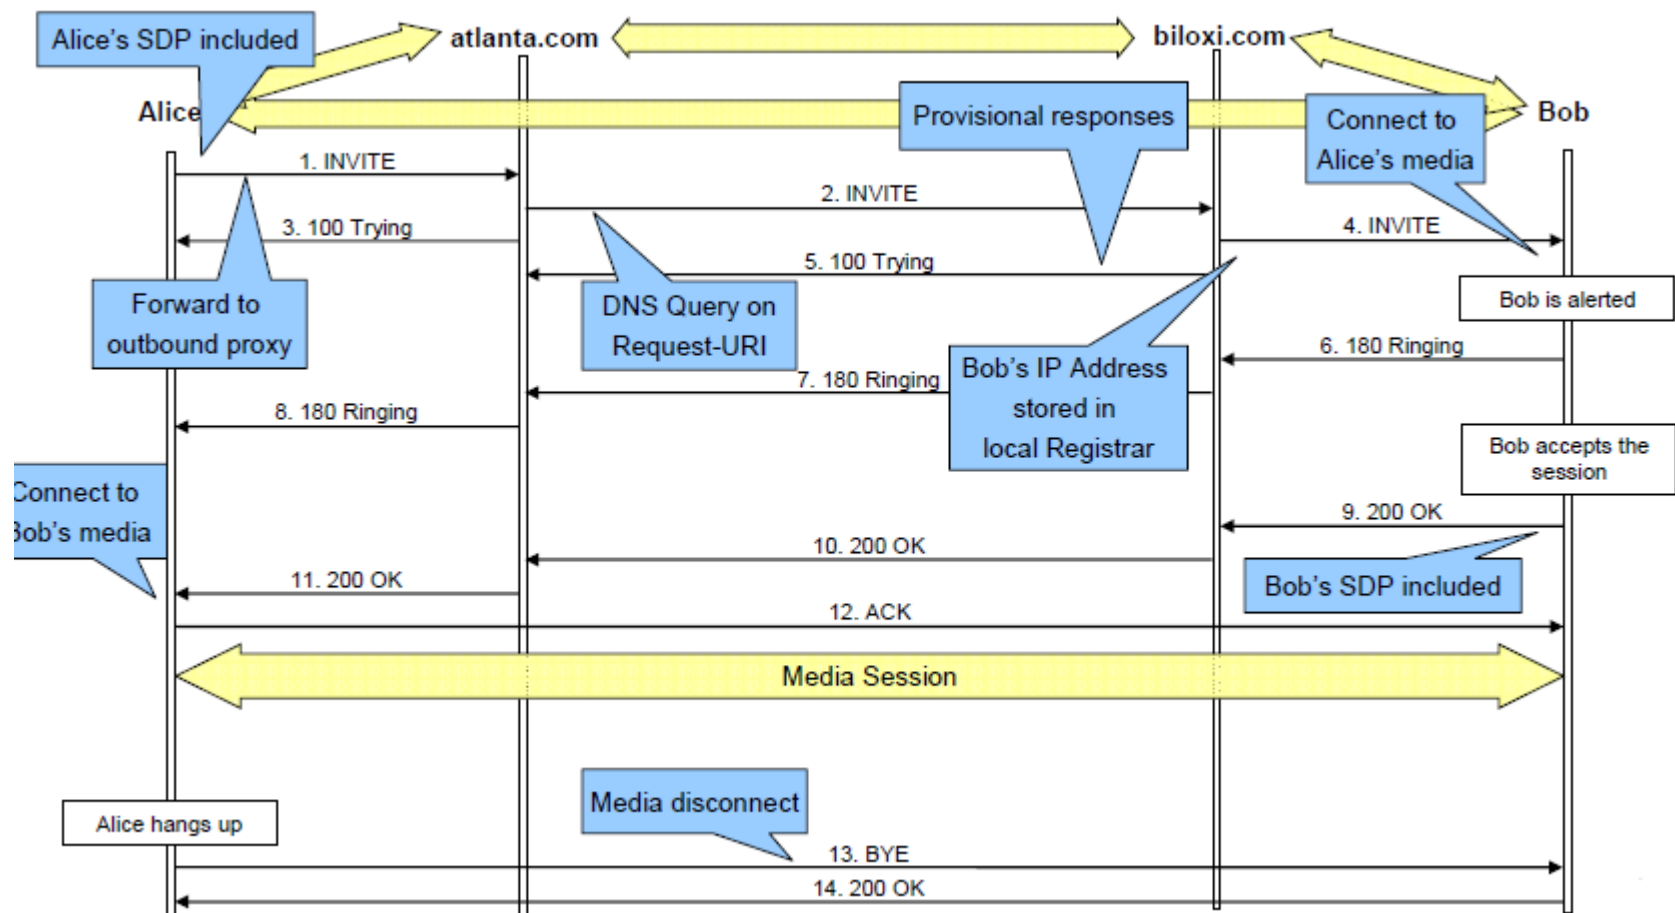 Alice's SDP included
atlanta.com
biloxi.com
Alice
Provisional responses
Connect to
Alice's media
Bob
1. INVITE
2. INVITE
3. 100 Trying
4. INVITE
5. 100 Trying
Forward to
outbound proxy
DNS Query on
Request-URI
Bob is alerted
6. 180 Ringing
Bob's IP Address
stored in
local Registrar
7. 180 Ringing
8. 180 Ringing
Bob accepts the
session
Connect to
Bob's media
9. 200 OK
10. 200 OK
11. 200 OK
Bob's SDP included
12. ACK
Media Session
Media disconnect
Alice hangs up
13. BYE
14. 200 OK